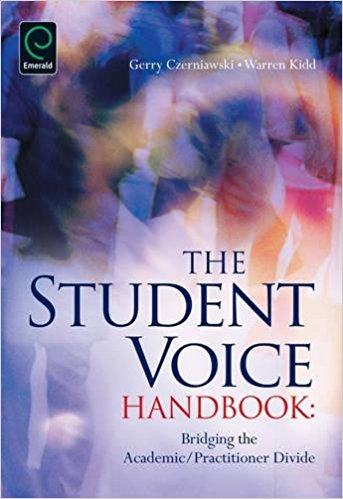 Emerald
Gerry Czerniawski • Warren Kidd
THE
STUDENT
VOICE
HANDBOOK:
Bridging the
Academic/Practitioner Divide